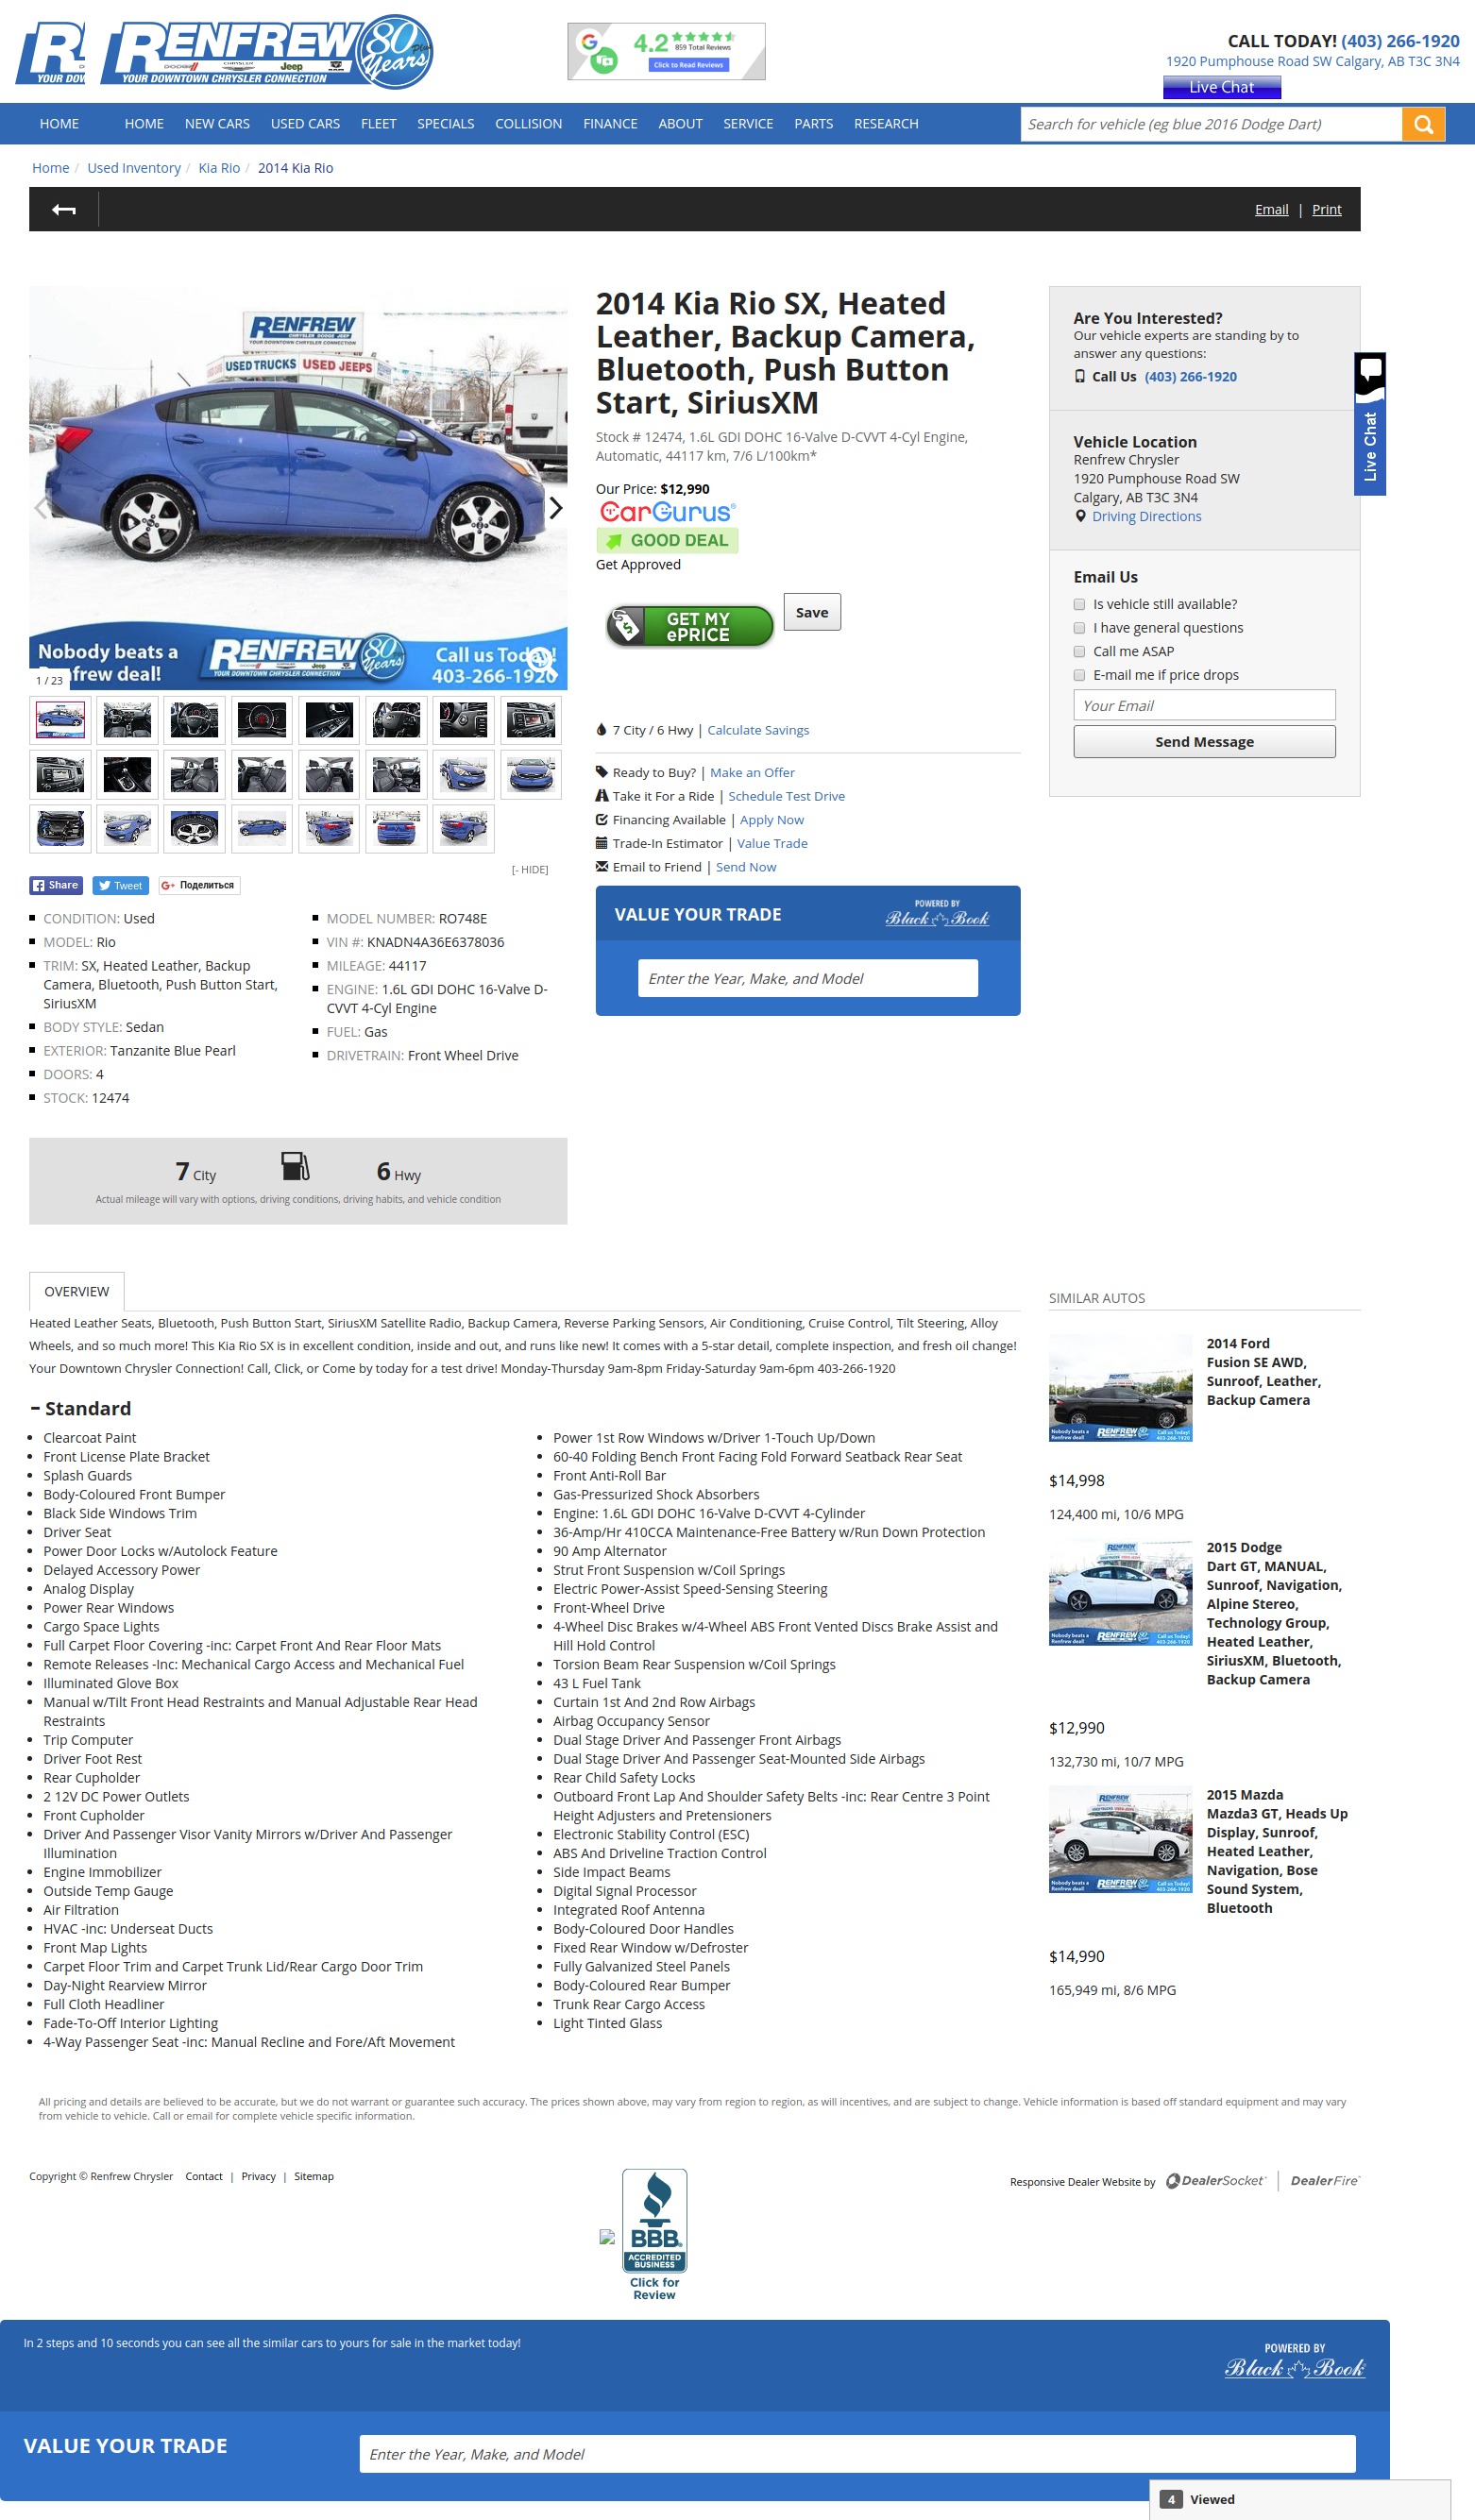 RENFREW 80 Plus Years
YOUR DOWNTOWN CHRYSLER CONNECTION
4.2
859 Total Reviews
Click to Read Reviews
CALL TODAY! (403) 266-1920
1920 Pumphouse Road SW Calgary, AB T3C 3N4
Live Chat
HOME HOME NEW CARS USED CARS FLEET SPECIALS COLLISION FINANCE ABOUT SERVICE PARTS RESEARCH
Search for vehicle (eg blue 2016 Dodge Dart)
Home / Used Inventory / Kia Rio / 2014 Kia Rio
Email | Print
RENFREW
YOUR DOWNTOWN CHRYSLER CONNECTION
USED TRUCKS USED JEEPS
Nobody beats a
Renfrew deal!
RENFREW 80 Years
YOUR DOWNTOWN CHRYSLER CONNECTION
Call us Today!
403-266-1920
1 / 23
[- HIDE]
Share Tweet Поделиться
CONDITION: Used
MODEL: Rio
TRIM: SX, Heated Leather, Backup
Camera, Bluetooth, Push Button Start,
SiriusXM
BODY STYLE: Sedan
EXTERIOR: Tanzanite Blue Pearl
DOORS: 4
STOCK: 12474
MODEL NUMBER: RO748E
VIN #: KNADN4A36E6378036
MILEAGE: 44117
ENGINE: 1.6L GDI DOHC 16-Valve D-
CVVT 4-Cyl Engine
FUEL: Gas
DRIVETRAIN: Front Wheel Drive
7 City 6 Hwy
Actual mileage will vary with options, driving conditions, driving habits, and vehicle condition
2014 Kia Rio SX, Heated
Leather, Backup Camera,
Bluetooth, Push Button
Start, SiriusXM
Stock # 12474, 1.6L GDI DOHC 16-Valve D-CVVT 4-Cyl Engine,
Automatic, 44117 km, 7/6 L/100km*
Our Price: $12,990
CarGurus
GOOD DEAL
Get Approved
GET MY
ePRICE
Save
7 City / 6 Hwy | Calculate Savings
Ready to Buy? | Make an Offer
Take it For a Ride | Schedule Test Drive
Financing Available | Apply Now
Trade-In Estimator | Value Trade
Email to Friend | Send Now
VALUE YOUR TRADE
POWERED BY
Black Book
Enter the Year, Make, and Model
Are You Interested?
Our vehicle experts are standing by to
answer any questions:
Call Us (403) 266-1920
Vehicle Location
Renfrew Chrysler
1920 Pumphouse Road SW
Calgary, AB T3C 3N4
Driving Directions
Email Us
Is vehicle still available?
I have general questions
Call me ASAP
E-mail me if price drops
Your Email
Send Message
Live Chat
OVERVIEW
Heated Leather Seats, Bluetooth, Push Button Start, SiriusXM Satellite Radio, Backup Camera, Reverse Parking Sensors, Air Conditioning, Cruise Control, Tilt Steering, Alloy
Wheels, and so much more! This Kia Rio SX is in excellent condition, inside and out, and runs like new! It comes with a 5-star detail, complete inspection, and fresh oil change!
Your Downtown Chrysler Connection! Call, Click, or Come by today for a test drive! Monday-Thursday 9am-8pm Friday-Saturday 9am-6pm 403-266-1920
Standard
Clearcoat Paint
Front License Plate Bracket
Splash Guards
Body-Coloured Front Bumper
Black Side Windows Trim
Driver Seat
Power Door Locks w/Autolock Feature
Delayed Accessory Power
Analog Display
Power Rear Windows
Cargo Space Lights
Full Carpet Floor Covering -inc: Carpet Front And Rear Floor Mats
Remote Releases -Inc: Mechanical Cargo Access and Mechanical Fuel
Illuminated Glove Box
Manual w/Tilt Front Head Restraints and Manual Adjustable Rear Head
Restraints
Trip Computer
Driver Foot Rest
Rear Cupholder
2 12V DC Power Outlets
Front Cupholder
Driver And Passenger Visor Vanity Mirrors w/Driver And Passenger
Illumination
Engine Immobilizer
Outside Temp Gauge
Air Filtration
HVAC -inc: Underseat Ducts
Front Map Lights
Carpet Floor Trim and Carpet Trunk Lid/Rear Cargo Door Trim
Day-Night Rearview Mirror
Full Cloth Headliner
Fade-To-Off Interior Lighting
4-Way Passenger Seat -inc: Manual Recline and Fore/Aft Movement
Power 1st Row Windows w/Driver 1-Touch Up/Down
60-40 Folding Bench Front Facing Fold Forward Seatback Rear Seat
Front Anti-Roll Bar
Gas-Pressurized Shock Absorbers
Engine: 1.6L GDI DOHC 16-Valve D-CVVT 4-Cylinder
36-Amp/Hr 410CCA Maintenance-Free Battery w/Run Down Protection
90 Amp Alternator
Strut Front Suspension w/Coil Springs
Electric Power-Assist Speed-Sensing Steering
Front-Wheel Drive
4-Wheel Disc Brakes w/4-Wheel ABS Front Vented Discs Brake Assist and
Hill Hold Control
Torsion Beam Rear Suspension w/Coil Springs
43 L Fuel Tank
Curtain 1st And 2nd Row Airbags
Airbag Occupancy Sensor
Dual Stage Driver And Passenger Front Airbags
Dual Stage Driver And Passenger Seat-Mounted Side Airbags
Rear Child Safety Locks
Outboard Front Lap And Shoulder Safety Belts -inc: Rear Centre 3 Point
Height Adjusters and Pretensioners
Electronic Stability Control (ESC)
ABS And Driveline Traction Control
Side Impact Beams
Digital Signal Processor
Integrated Roof Antenna
Body-Coloured Door Handles
Fixed Rear Window w/Defroster
Fully Galvanized Steel Panels
Body-Coloured Rear Bumper
Trunk Rear Cargo Access
Light Tinted Glass
SIMILAR AUTOS
2014 Ford
Fusion SE AWD,
Sunroof, Leather,
Backup Camera
$14,998
124,400 mi, 10/6 MPG
2015 Dodge
Dart GT, MANUAL,
Sunroof, Navigation,
Alpine Stereo,
Technology Group,
Heated Leather,
SiriusXM, Bluetooth,
Backup Camera
$12,990
132,730 mi, 10/7 MPG
2015 Mazda
Mazda3 GT, Heads Up
Display, Sunroof,
Heated Leather,
Navigation, Bose
Sound System,
Bluetooth
$14,990
165,949 mi, 8/6 MPG
All pricing and details are believed to be accurate, but we do not warrant or guarantee such accuracy. The prices shown above, may vary from region to region, as will incentives, and are subject to change. Vehicle information is based off standard equipment and may vary
from vehicle to vehicle. Call or email for complete vehicle specific information.
Copyright © Renfrew Chrysler Contact | Privacy | Sitemap
BBB.
ACCREDITED
BUSINESS
Click for
Review
Responsive Dealer Website by DealerSocket | DealerFire
In 2 steps and 10 seconds you can see all the similar cars to yours for sale in the market today!
POWERED BY
Black Book
VALUE YOUR TRADE
Enter the Year, Make, and Model
4 Viewed